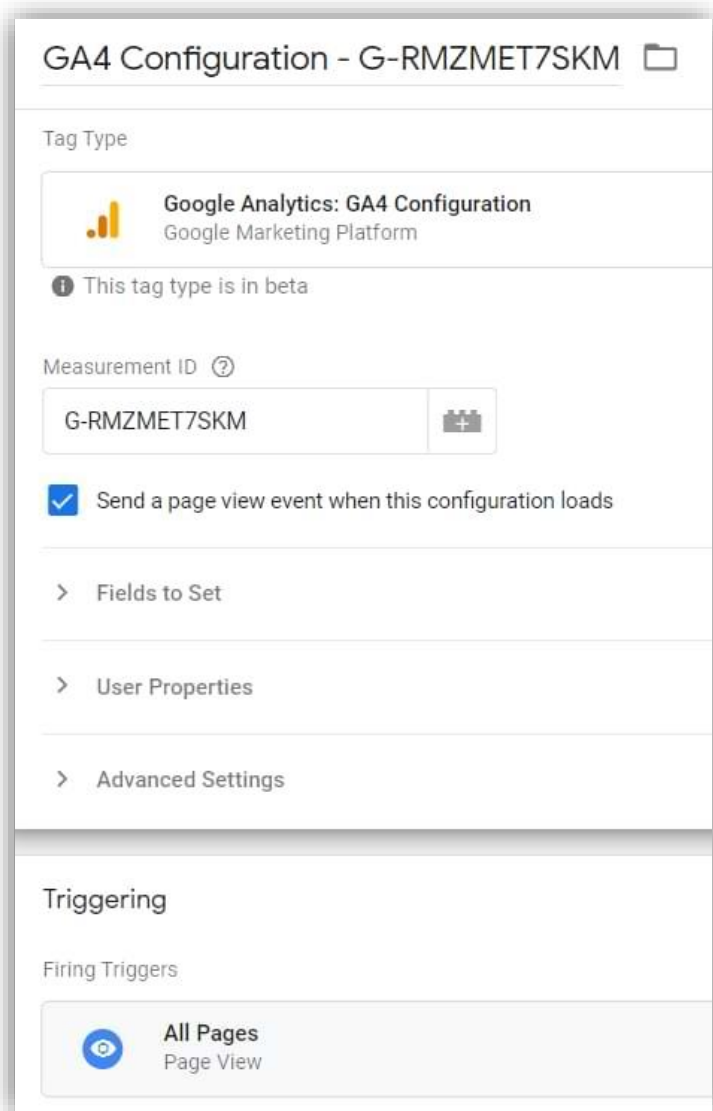 GA4 Configuration - G-RMZMET7SKM
Tag Type
Google Analytics: GA4 Configuration
Google Marketing Platform
This tag type is in beta
Measurement ID
G-RMZMET7SKM
Send a page view event when this configuration loads
Fields to Set
User Properties
Advanced Settings
Triggering
Firing Triggers
All Pages
Page View